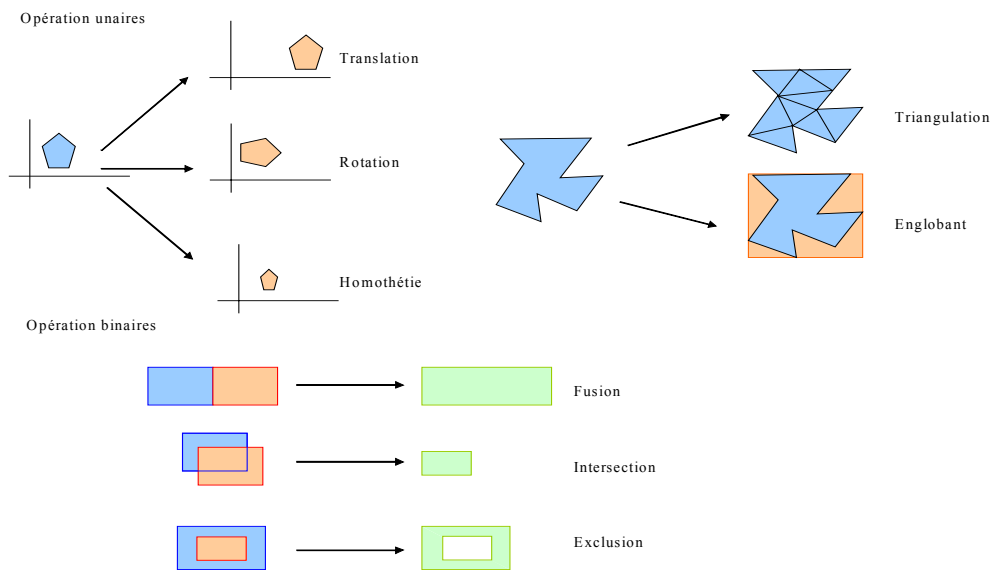 Opération unaires
Translation
Rotation
Homothétie
Triangulation
Englobant
Opération binaires
Fusion
Intersection
Exclusion